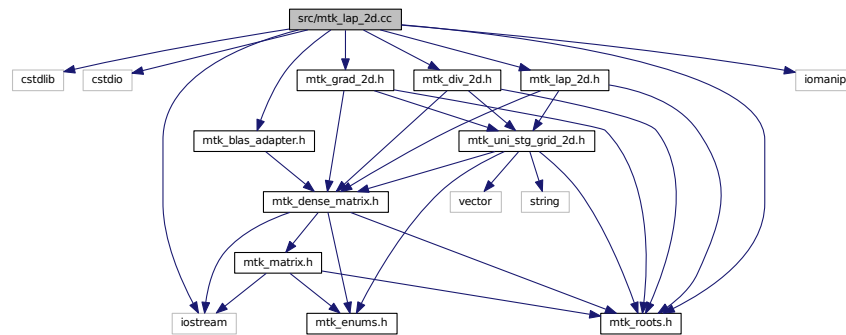 src/mtk_lap_2d.cc
cstdlib
cstdio
mtk_grad_2d.h
mtk_div_2d.h
mtk_lap_2d.h
iomanip
mtk_blas_adapter.h
mtk_uni_stg_grid_2d.h
mtk_dense_matrix.h
vector
string
mtk_matrix.h
iostream
mtk_enums.h
mtk_roots.h